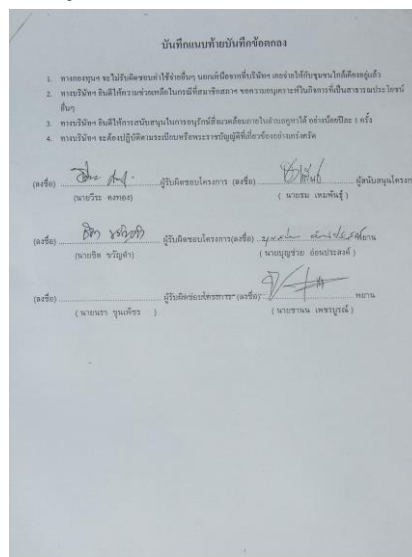 บันทึกแนบท้ายบันทึกข้อตกลง
1. ทางกองทุนฯ จะไม่รับผิดชอบค่าใช้จ่ายอื่นๆ นอกเหนือจากที่บริษัทฯ เคยจ่ายให้กับชุมชนใกล้เคียงอยู่แล้ว
2. ทางบริษัทฯ ยินดีให้ความช่วยเหลือในกรณีที่สมาชิกสภาฯ ขอความอนุเคราะห์ในกิจการที่เป็นสาธารณประโยชน์
อื่นๆ
3. ทางบริษัทฯ ยินดีให้การสนับสนุนในการอนุรักษ์สิ่งแวดล้อมภายในตำบล ได้ อย่างน้อยปีละ 1 ครั้ง
4. ทางบริษัทฯ จะต้องปฏิบัติตามระเบียบหรือพระราชบัญญัติที่เกี่ยวข้องอย่างเคร่งครัด
(ลงชื่อ) ผู้รับผิดชอบโครงการ (ลงชื่อ) ผู้สนับสนุนโครงการ
(นายวีระ คงทอง) ( นายรม เหมพันธุ์ )
(ลงชื่อ) ผู้รับผิดชอบโครงการ(ลงชื่อ) พยาน
(นายชิต ขวัญคำ) ( นายบุญช่วย อ่อนประสงค์ )
(ลงชื่อ) ผู้รับผิดชอบโครงการ (ลงชื่อ) พยาน
( นายนรา ขุนเพ็ชร ) ( นายชานน เพชรบูรณ์ )